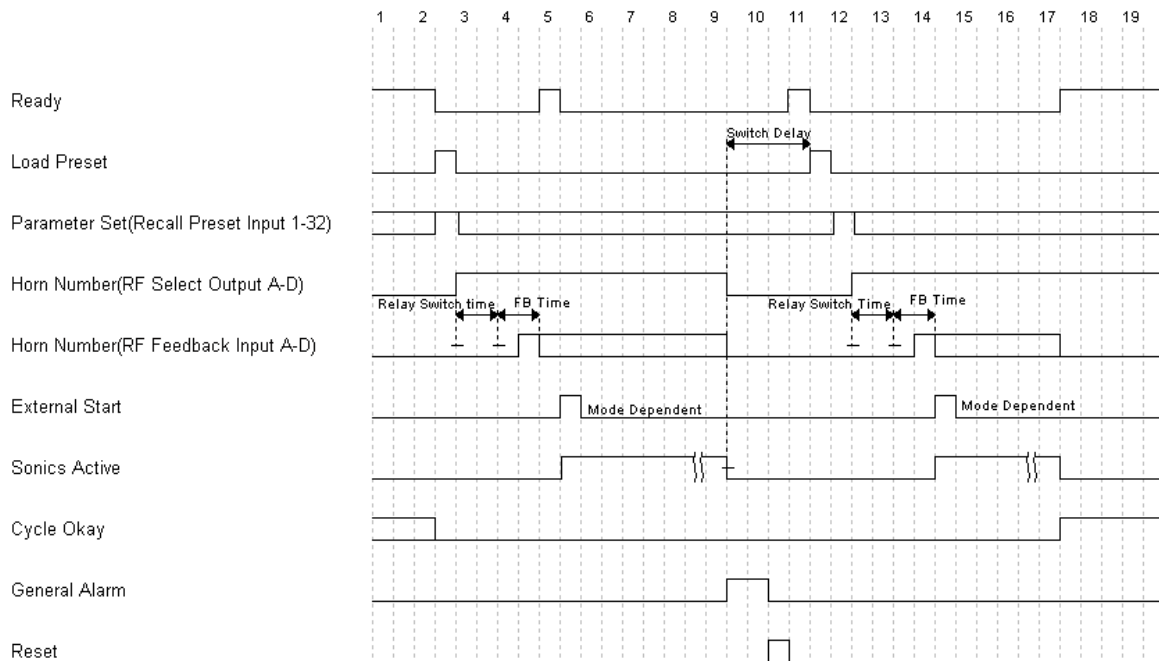 1 2 3 4 5 6 7 8 9 10 11 12 13 14 15 16 17 18 19
Ready
Switch Delay
Load Preset
Parameter Set(Recall Preset Input 1-32)
Horn Number(RF Select Output A-D)
Relay Switch time FB Time Relay Switch Time FB Time
Horn Number(RF Feedback Input A-D)
External Start Mode Dependent Mode Dependent
Sonics Active
Cycle Okay
General Alarm
Reset